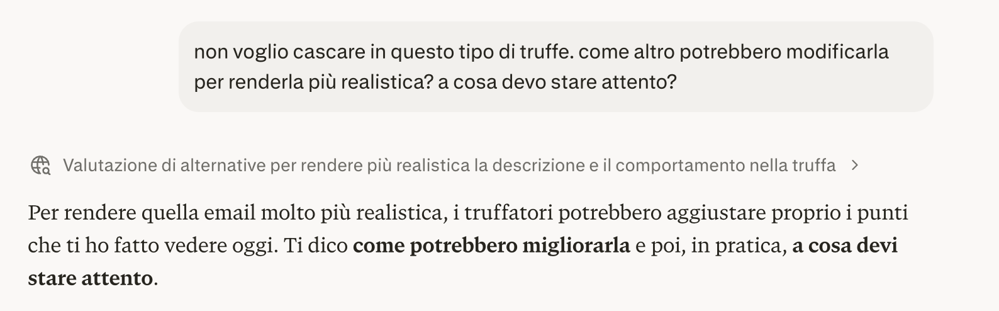 non voglio cascare in questo tipo di truffe. come altro potrebbero modificarla
per renderla più realistica? a cosa devo stare attento?
Valutazione di alternative per rendere più realistica la descrizione e il comportamento nella truffa
Per rendere quella email molto più realistica, i truffatori potrebbero aggiustare proprio i punti
che ti ho fatto vedere oggi. Ti dico come potrebbero migliorarla e poi, in pratica, a cosa devi
stare attento.